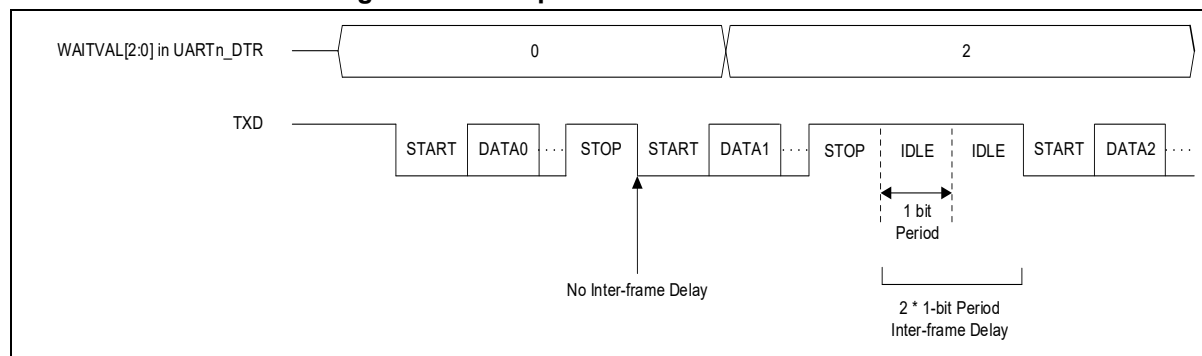 WAITVAL[2:0] in UARTn_DTR
0
2
TXD
START
DATA0
STOP
START
DATA1
STOP
IDLE
IDLE
START
DATA2
1 bit
Period
No Inter-frame Delay
2 * 1-bit Period
Inter-frame Delay